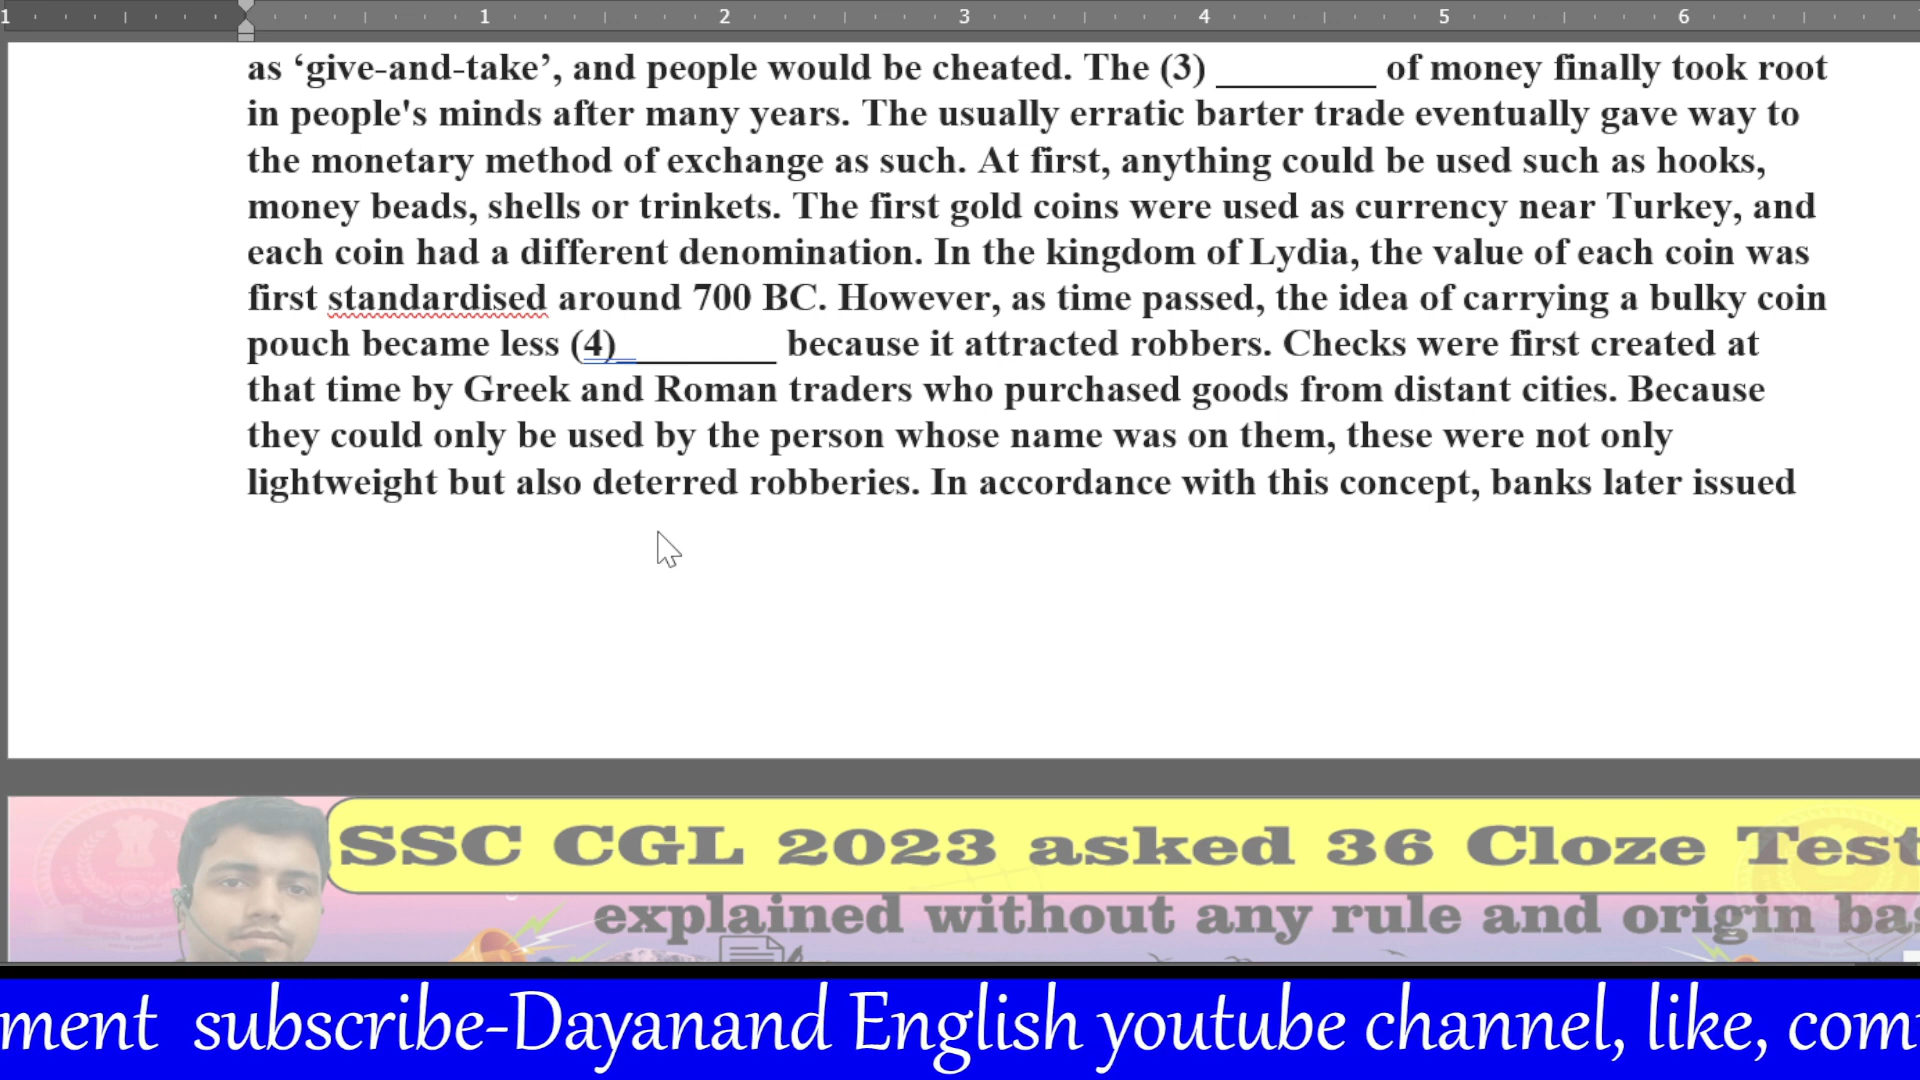 1 1 2 3 4 5 6
as ‘give-and-take’, and people would be cheated. The (3) ________ of money finally took root
in people's minds after many years. The usually erratic barter trade eventually gave way to
the monetary method of exchange as such. At first, anything could be used such as hooks,
money beads, shells or trinkets. The first gold coins were used as currency near Turkey, and
each coin had a different denomination. In the kingdom of Lydia, the value of each coin was
first standardised around 700 BC. However, as time passed, the idea of carrying a bulky coin
pouch became less (4)________ because it attracted robbers. Checks were first created at
that time by Greek and Roman traders who purchased goods from distant cities. Because
they could only be used by the person whose name was on them, these were not only
lightweight but also deterred robberies. In accordance with this concept, banks later issued
SSC CGL 2023 asked 36 Cloze Test
explained without any rule and origin bas
ment subscribe-Dayanand English youtube channel, like, com